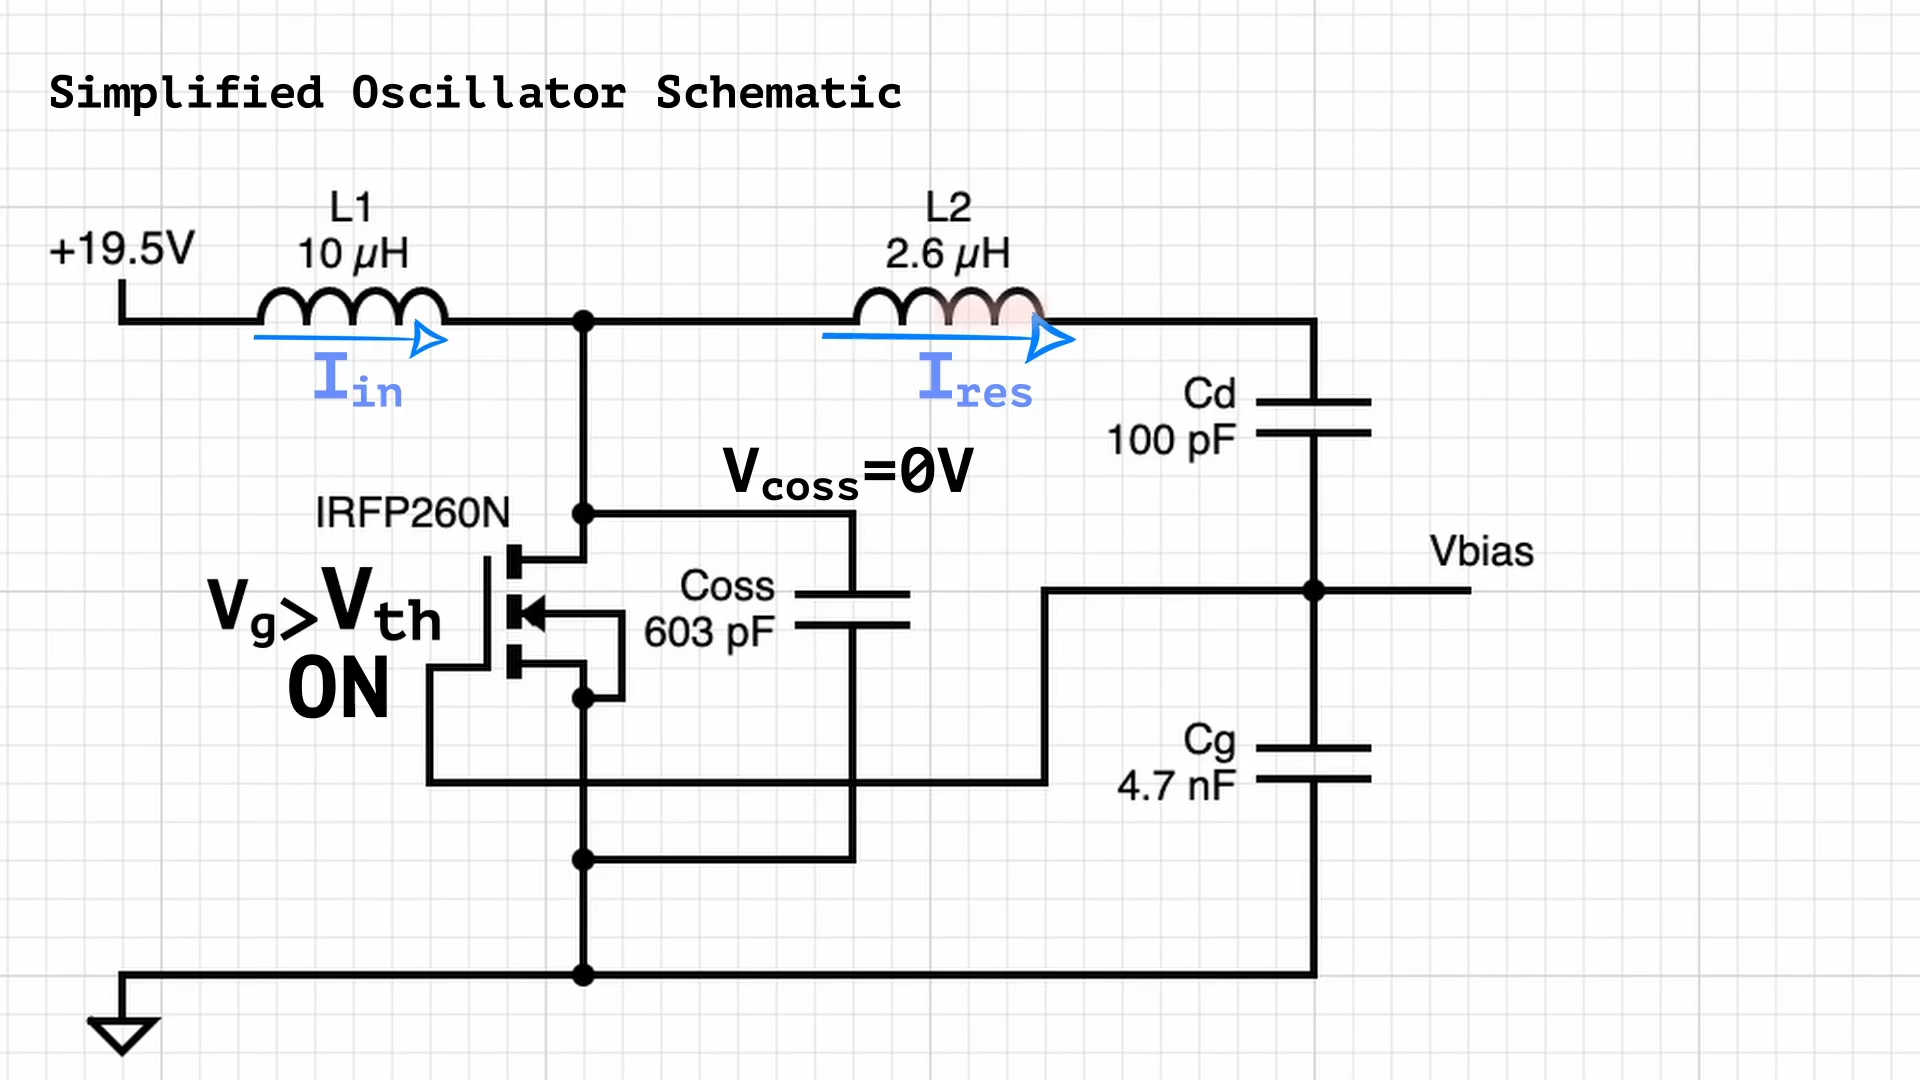 Simplified Oscillator Schematic
L1
10 µH
+19.5V
Iin
L2
2.6 µH
Ires
Cd
100 pF
Vcoss=0V
IRFP260N
Vg>Vth
ON
Coss
603 pF
Vbias
Cg
4.7 nF